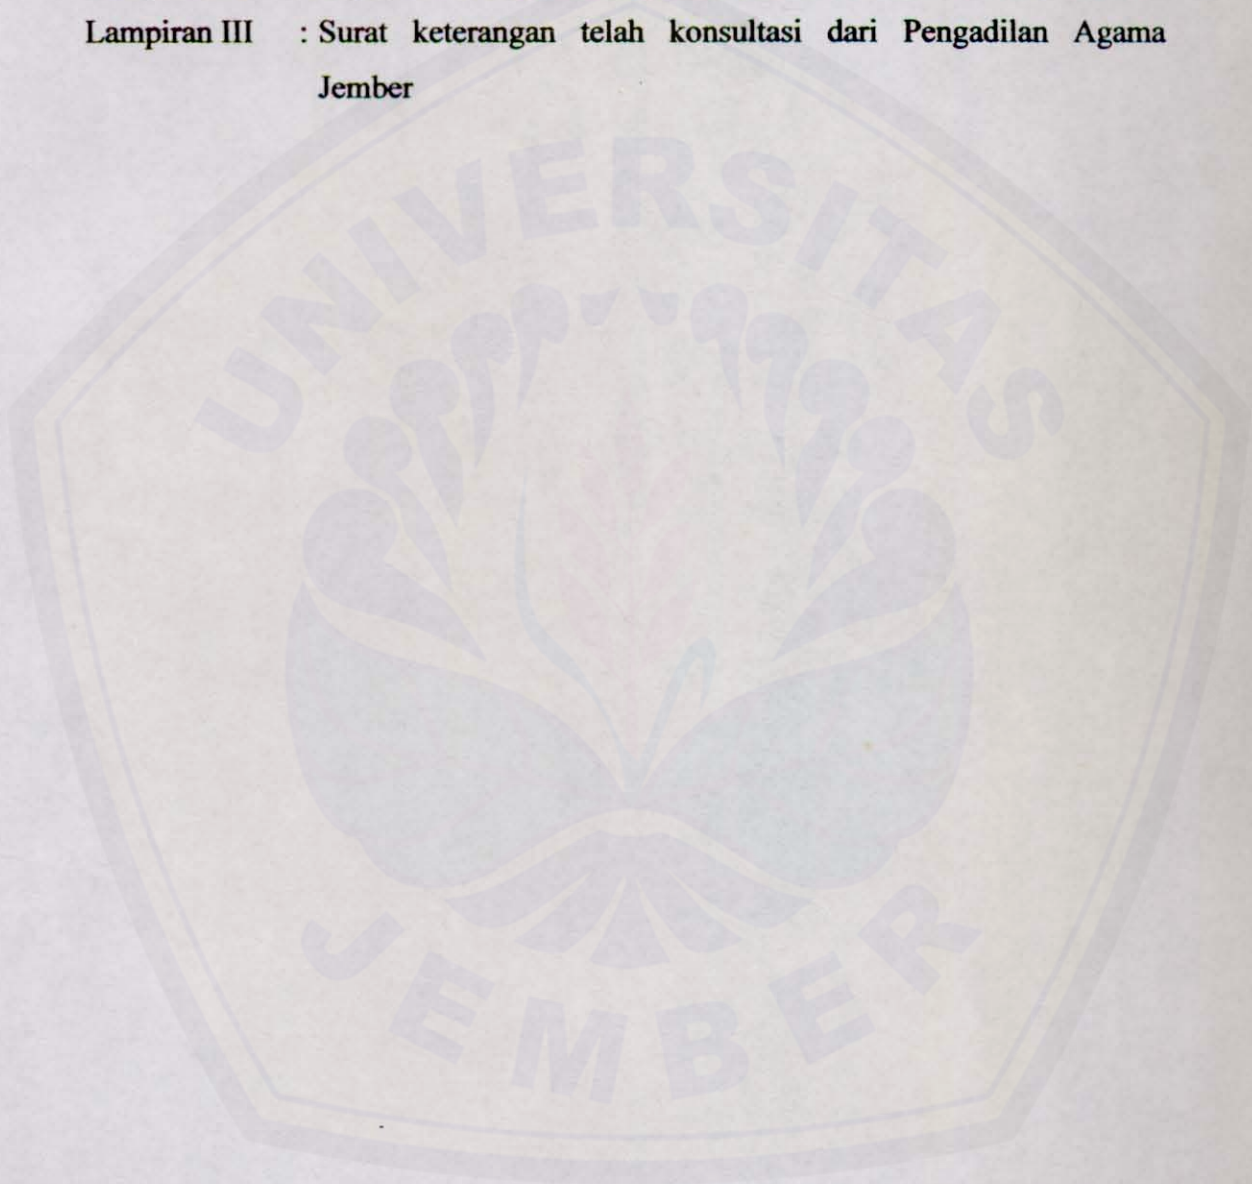 Lampiran III : Surat keterangan telah konsultasi dari Pengadilan Agama
Jember
UNIVERSITAS
JEMBER